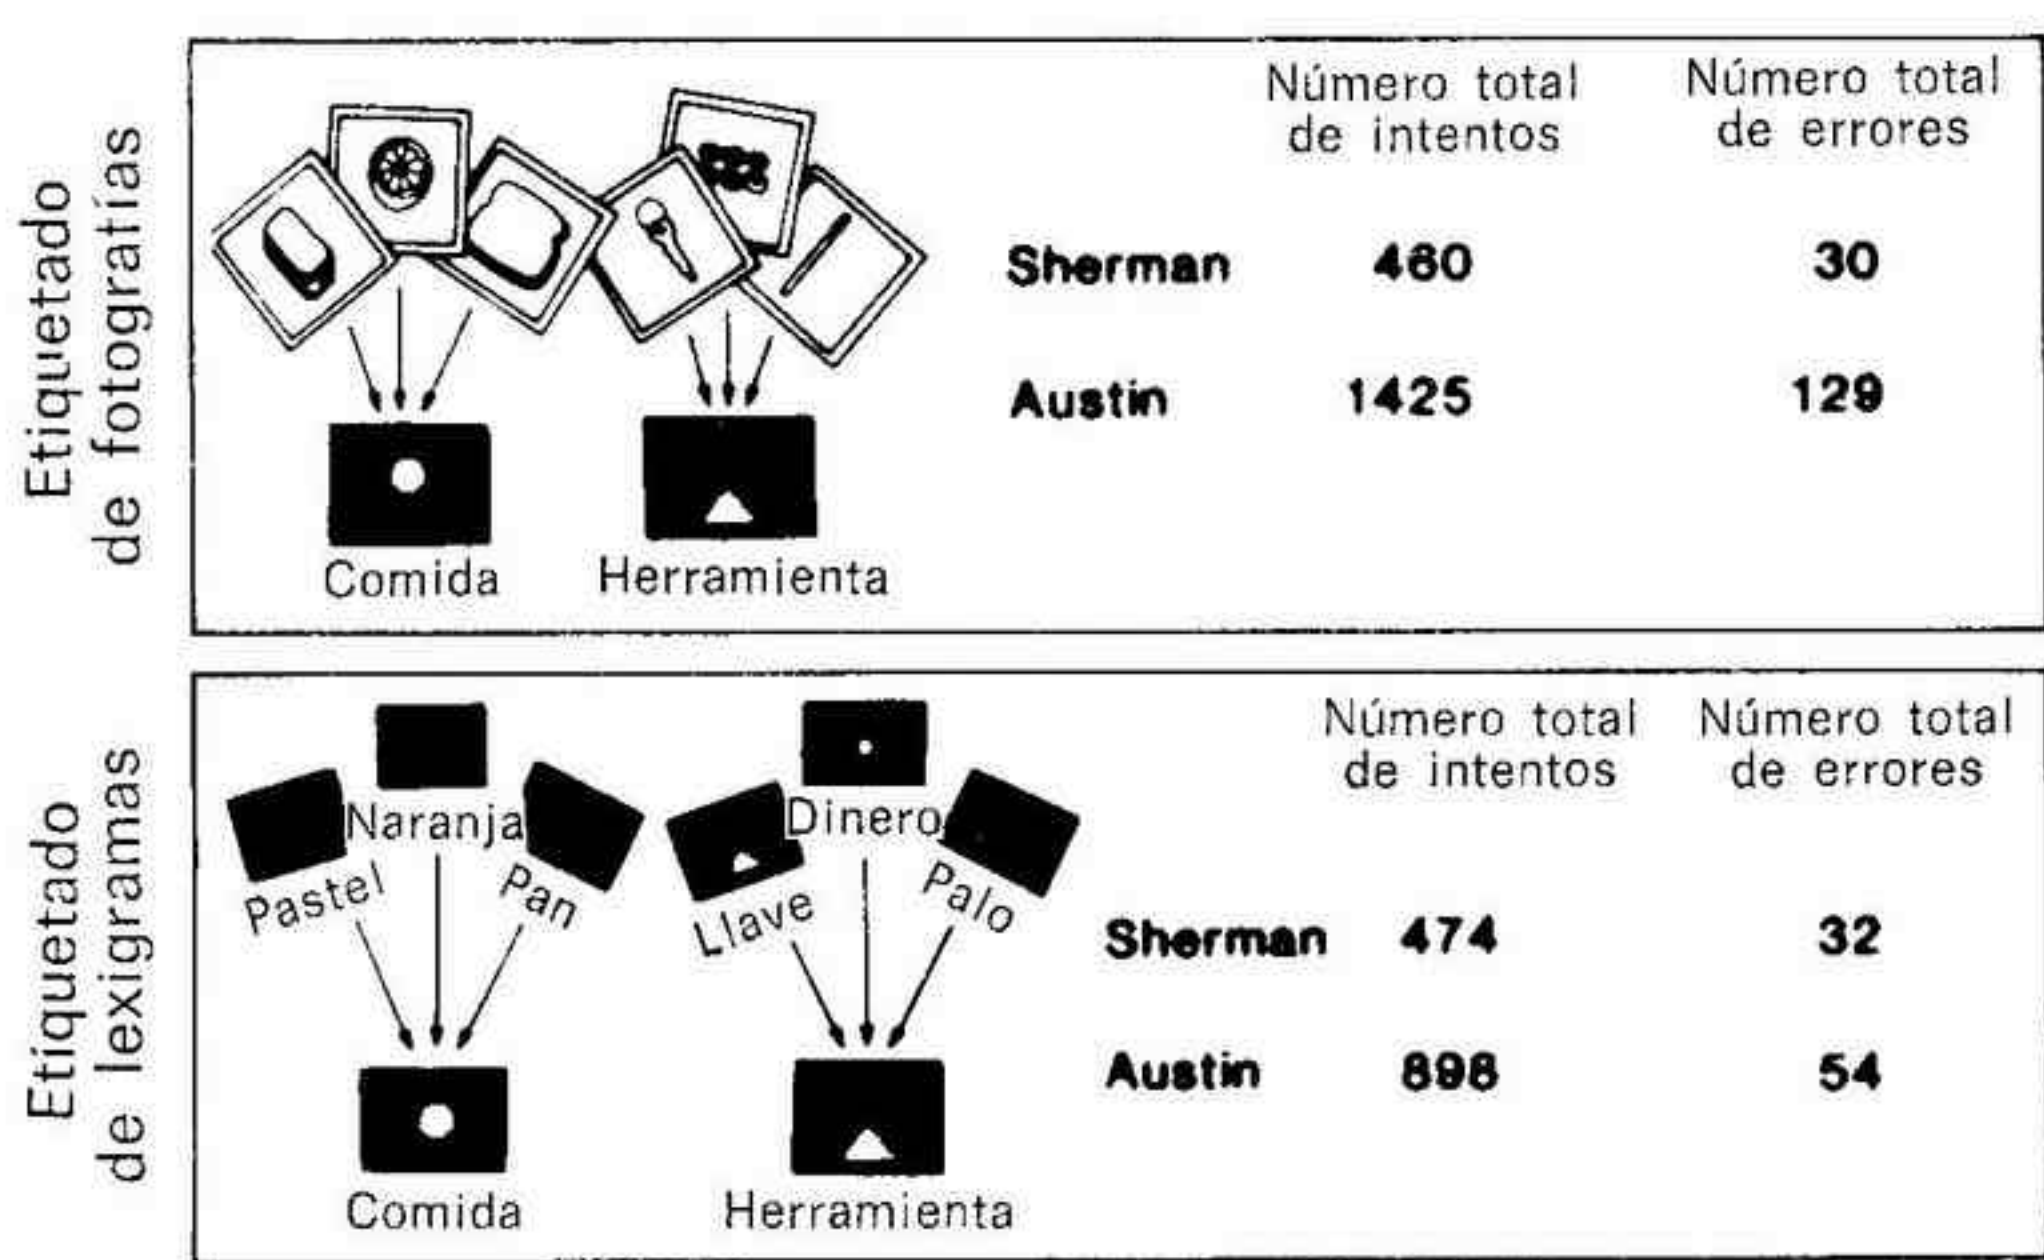 Etiquetado
de fotografías
Número total
de intentos
Número total
de errores
Sherman 460 30
Austin 1425 129
Comida
Herramienta
Etiquetado
de lexigramas
Número total
de intentos
Número total
de errores
Naranja
Pastel
Pan
Dinero
Llave
Palo
Sherman 474 32
Austin 898 54
Comida
Herramienta